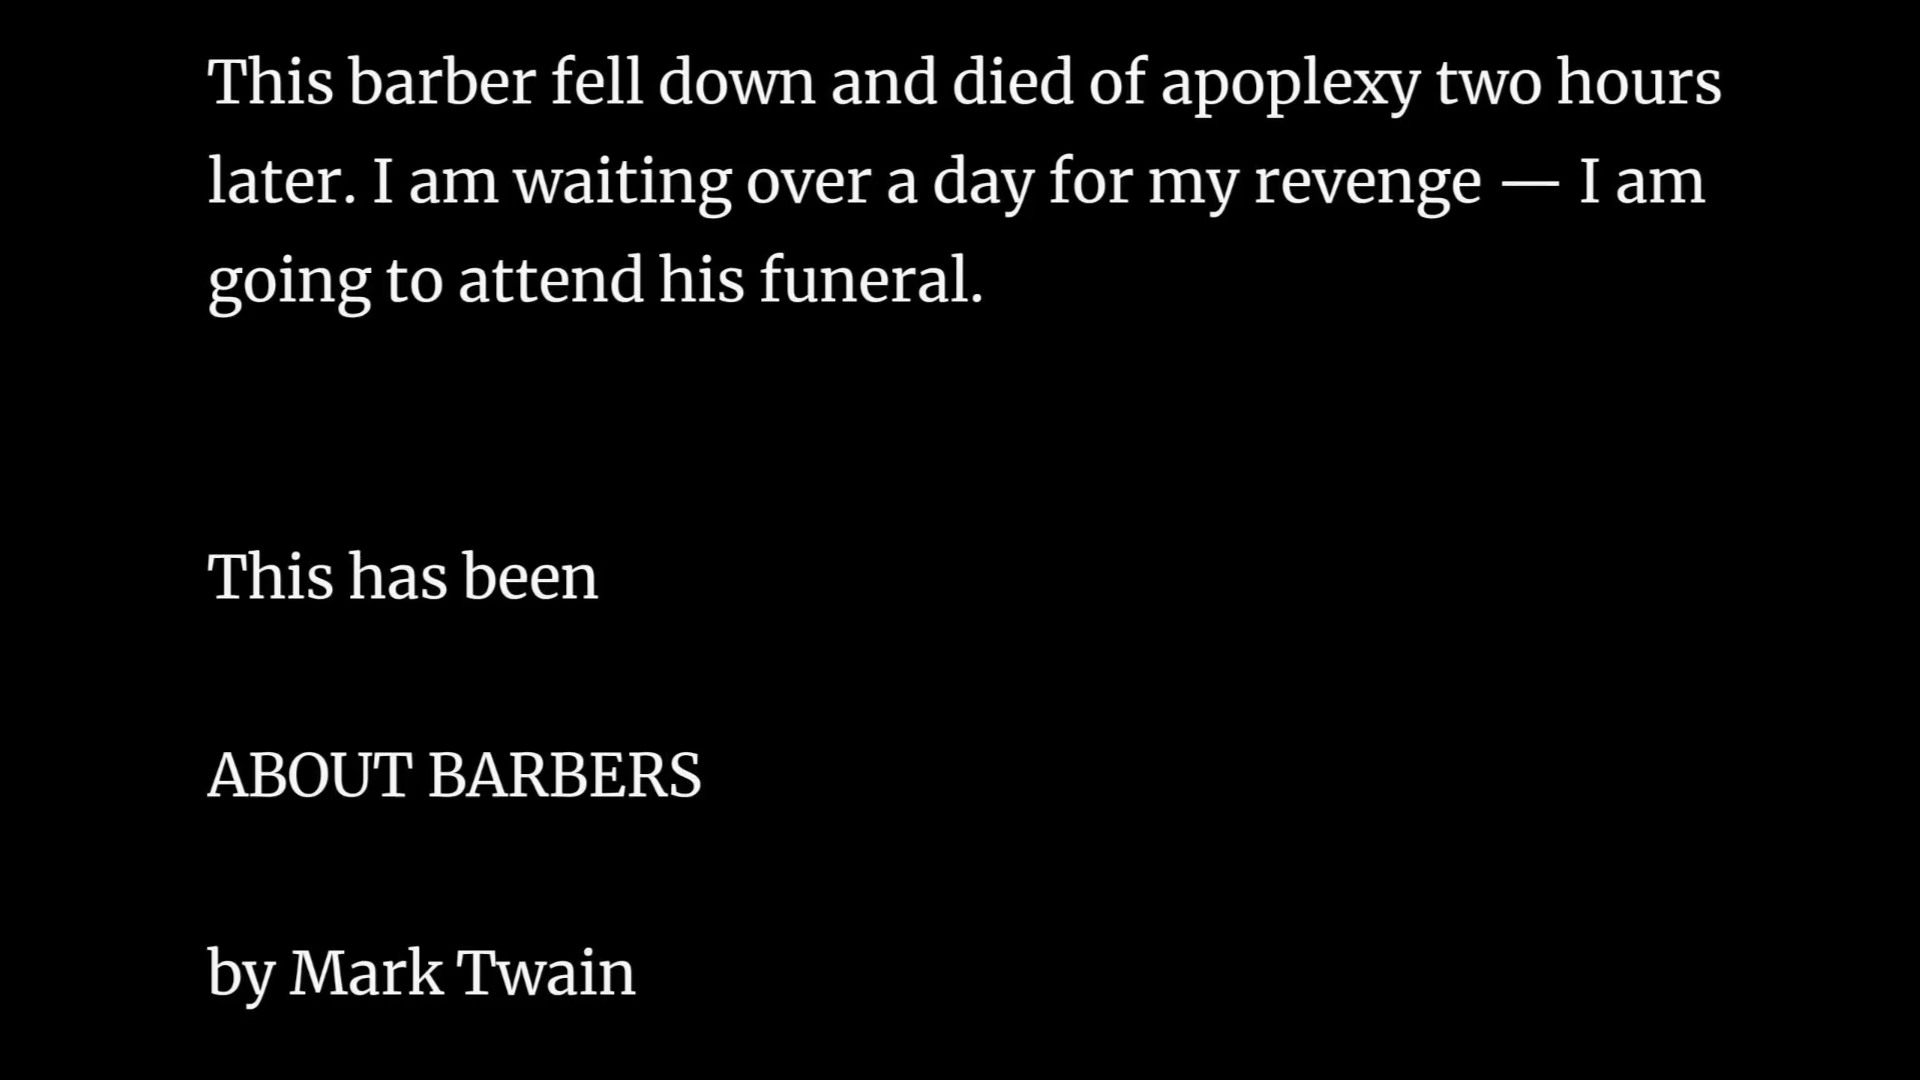 This barber fell down and died of apoplexy two hours
later. I am waiting over a day for my revenge — I am
going to attend his funeral.
This has been
ABOUT BARBERS
by Mark Twain